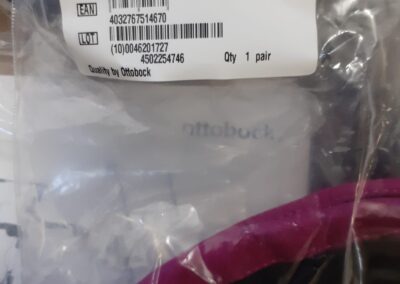 EAN
4032767514670
LOT
(10)0046201727
4502254746 Qty 1 pair
Quality by Ottobock
ottobock.